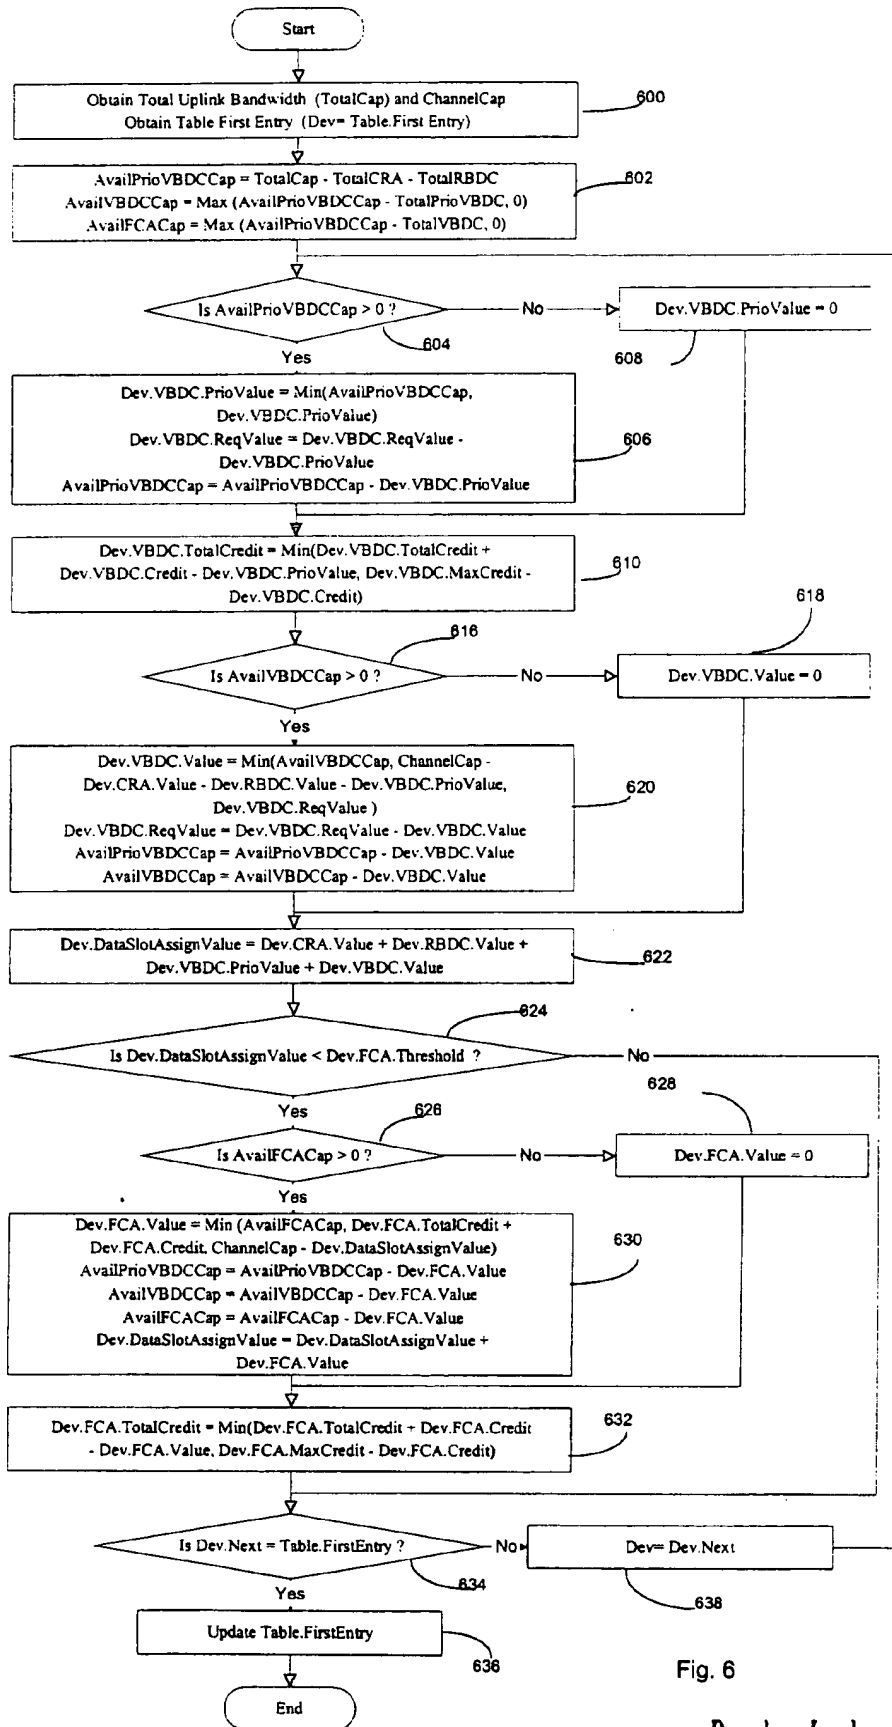 Start
Obtain Total Uplink Bandwidth (TotalCap) and ChannelCap
Obtain Table First Entry (Dev= Table.First Entry)
600
AvailPrioVBDCCap = TotalCap - TotalCRA - TotalRBDC
AvailVBDCCap = Max (AvailPrioVBDCCap - TotalPrioVBDC, 0)
AvailFCACap = Max (AvailPrioVBDCCap - TotalVBDC, 0)
602
Is AvailPrioVBDCCap > 0 ?
No
Dev.VBDC.PrioValue = 0
604
608
Yes
Dev.VBDC.PrioValue = Min(AvailPrioVBDCCap,
Dev.VBDC.PrioValue)
Dev.VBDC.ReqValue = Dev.VBDC.ReqValue -
Dev.VBDC.PrioValue
AvailPrioVBDCCap = AvailPrioVBDCCap - Dev.VBDC.PrioValue
606
Dev.VBDC.TotalCredit = Min(Dev.VBDC.TotalCredit +
Dev.VBDC.Credit - Dev.VBDC.PrioValue, Dev.VBDC.MaxCredit -
Dev.VBDC.Credit)
610
616
618
Is AvailVBDCCap > 0 ?
No
Dev.VBDC.Value = 0
Yes
Dev.VBDC.Value = Min(AvailVBDCCap, ChannelCap -
Dev.CRA.Value - Dev.RBDC.Value - Dev.VBDC.PrioValue,
Dev.VBDC.ReqValue )
Dev.VBDC.ReqValue = Dev.VBDC.ReqValue - Dev.VBDC.Value
AvailPrioVBDCCap = AvailPrioVBDCCap - Dev.VBDC.Value
AvailVBDCCap = AvailVBDCCap - Dev.VBDC.Value
620
Dev.DataSlotAssignValue = Dev.CRA.Value + Dev.RBDC.Value +
Dev.VBDC.PrioValue + Dev.VBDC.Value
622
624
Is Dev.DataSlotAssignValue < Dev.FCA.Threshold ?
No
Yes
626
628
Is AvailFCACap > 0 ?
No
Dev.FCA.Value = 0
Yes
Dev.FCA.Value = Min (AvailFCACap, Dev.FCA.TotalCredit +
Dev.FCA.Credit, ChannelCap - Dev.DataSlotAssignValue)
AvailPrioVBDCCap = AvailPrioVBDCCap - Dev.FCA.Value
AvailVBDCCap = AvailVBDCCap - Dev.FCA.Value
AvailFCACap = AvailFCACap - Dev.FCA.Value
Dev.DataSlotAssignValue = Dev.DataSlotAssignValue +
Dev.FCA.Value
630
Dev.FCA.TotalCredit = Min(Dev.FCA.TotalCredit + Dev.FCA.Credit
- Dev.FCA.Value, Dev.FCA.MaxCredit - Dev.FCA.Credit)
632
Is Dev.Next = Table.FirstEntry ?
No
Dev= Dev.Next
634
638
Yes
Update Table.FirstEntry
636
End
Fig. 6